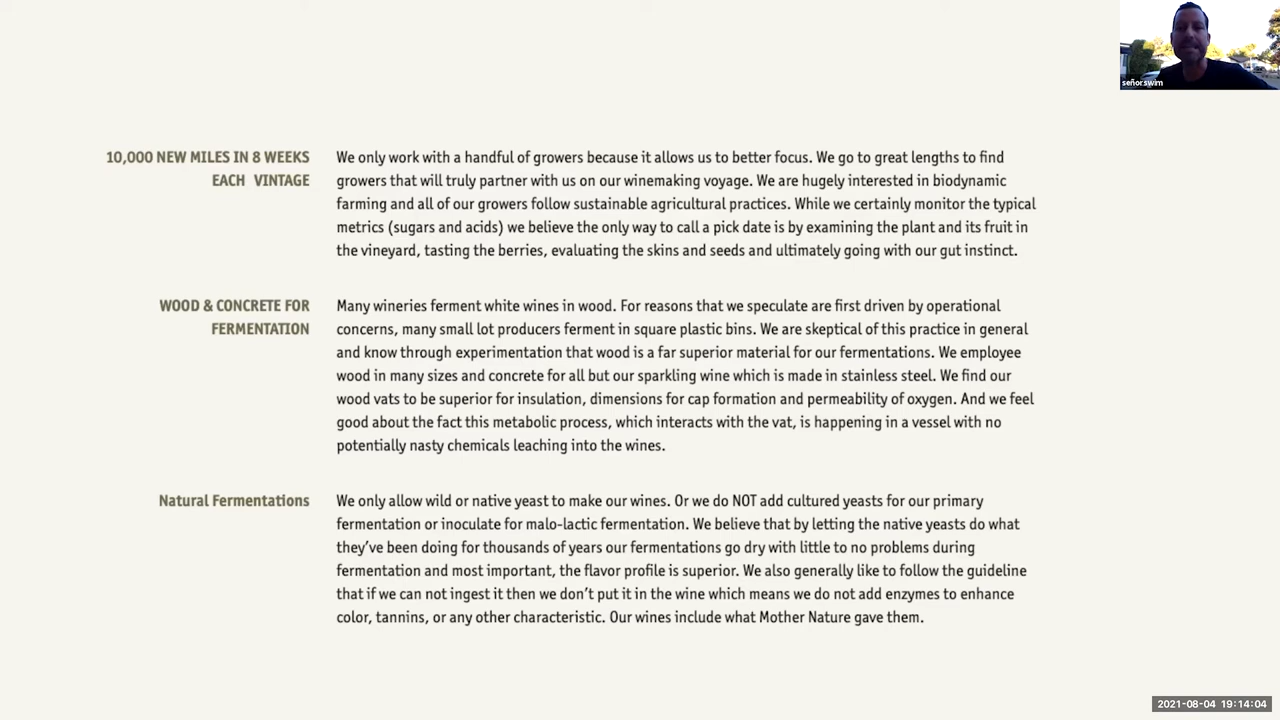 señor.swim
10,000 NEW MILES IN 8 WEEKS
EACH VINTAGE
We only work with a handful of growers because it allows us to better focus. We go to great lengths to find
growers that will truly partner with us on our winemaking voyage. We are hugely interested in biodynamic
farming and all of our growers follow sustainable agricultural practices. While we certainly monitor the typical
metrics (sugars and acids) we believe the only way to call a pick date is by examining the plant and its fruit in
the vineyard, tasting the berries, evaluating the skins and seeds and ultimately going with our gut instinct.
WOOD & CONCRETE FOR
FERMENTATION
Many wineries ferment white wines in wood. For reasons that we speculate are first driven by operational
concerns, many small lot producers ferment in square plastic bins. We are skeptical of this practice in general
and know through experimentation that wood is a far superior material for our fermentations. We employee
wood in many sizes and concrete for all but our sparkling wine which is made in stainless steel. We find our
wood vats to be superior for insulation, dimensions for cap formation and permeability of oxygen. And we feel
good about the fact this metabolic process, which interacts with the vat, is happening in a vessel with no
potentially nasty chemicals leaching into the wines.
Natural Fermentations
We only allow wild or native yeast to make our wines. Or we do NOT add cultured yeasts for our primary
fermentation or inoculate for malo-lactic fermentation. We believe that by letting the native yeasts do what
they've been doing for thousands of years our fermentations go dry with little to no problems during
fermentation and most important, the flavor profile is superior. We also generally like to follow the guideline
that if we can not ingest it then we don't put it in the wine which means we do not add enzymes to enhance
color, tannins, or any other characteristic. Our wines include what Mother Nature gave them.
2021-08-04 19:14:04